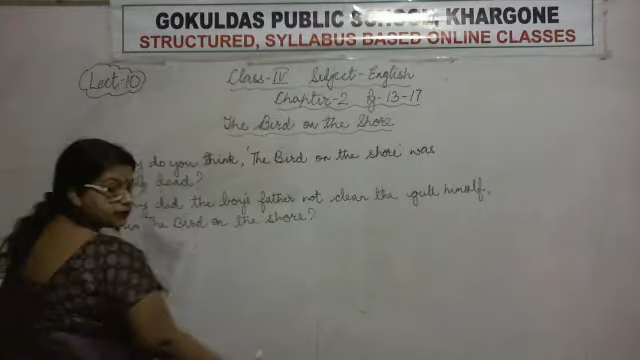 GOKULDAS PUBLIC SCHOOL, KHARGONE
STRUCTURED, SYLLABUS BASED ONLINE CLASSES
Lect-10
Class-IV Subject-English
Chapter-2 Pg-13-17
The Bird on the Shore
do you think, 'The Bird on the shore' was
head?
did the boy's father not clean the gull himself,
in The Bird on the shore?